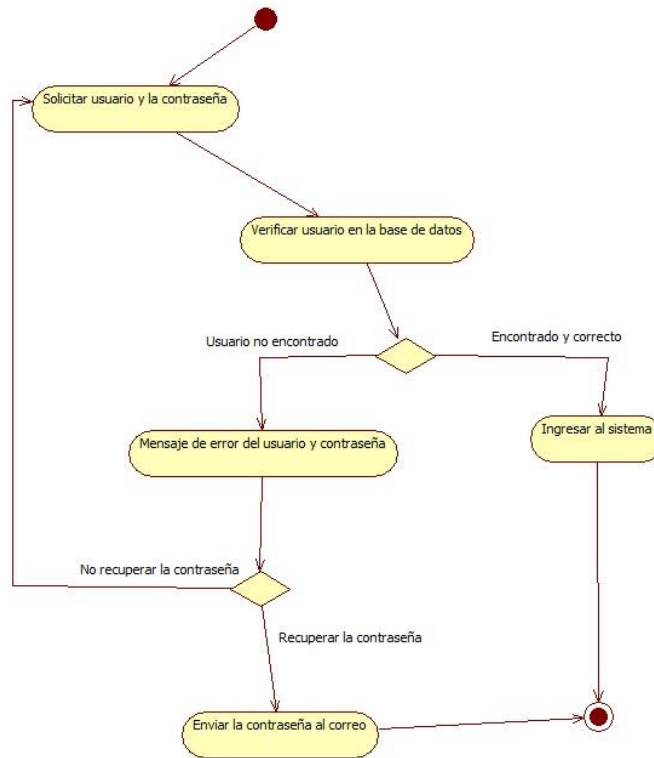 Solicitar usuario y la contraseña
Verificar usuario en la base de datos
Usuario no encontrado
Encontrado y correcto
Mensaje de error del usuario y contraseña
Ingresar al sistema
No recuperar la contraseña
Recuperar la contraseña
Enviar la contraseña al correo